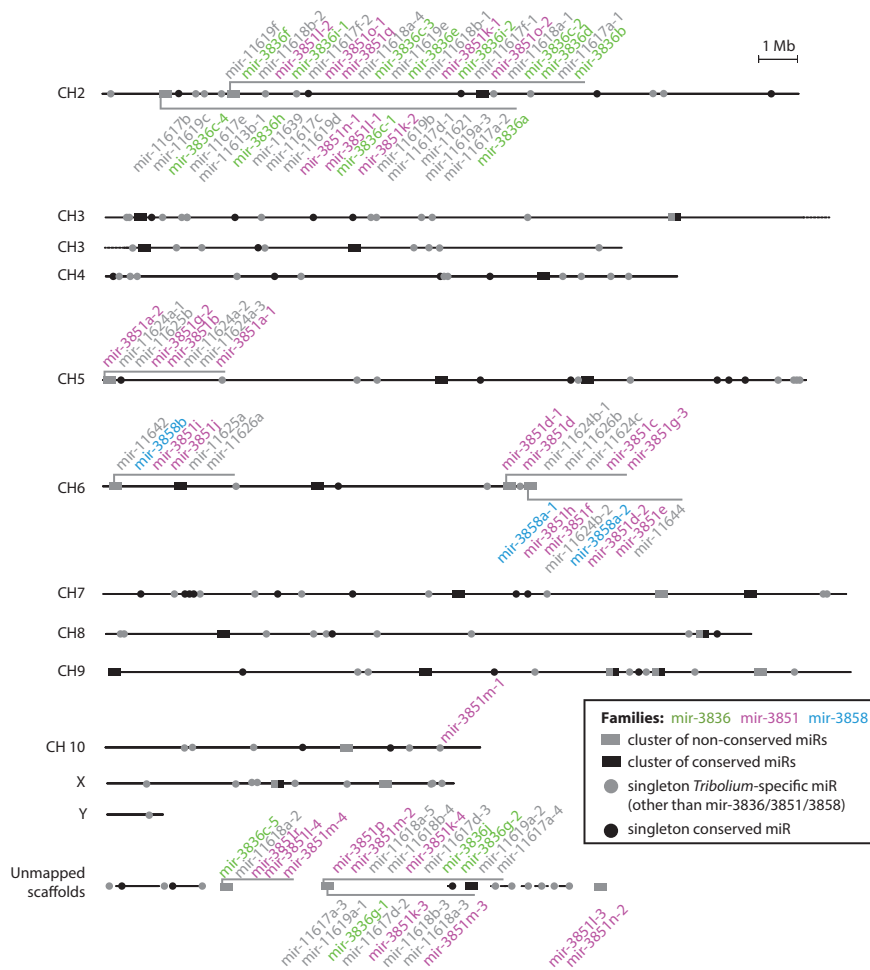 mir-11619f
mir-3836f
mir-11618b-2
mir-3851l-2
mir-3836i-1
mir-11617f-2
mir-3851o-1
mir-3851q
mir-11618a-4
mir-3836c-3
mir-11619e
mir-3836e
mir-11618b-1
mir-3851k-1
mir-3836i-2
mir-11617f-1
mir-3851o-2
mir-11618a-1
mir-3836c-2
mir-3836d
mir-11617a-1
mir-3836b
1 Mb
CH2
mir-11617b
mir-11619c
mir-3836c-4
mir-11617e
mir-11613b-1
mir-3836h
mir-11639
mir-11617c
mir-11619d
mir-3851n-1
mir-3851l-1
mir-3836c-1
mir-3851k-2
mir-11619b
mir-11617d-1
mir-11621
mir-11619a-3
mir-11617a-2
mir-3836a
CH3
CH3
CH4
mir-3851a-2
mir-11624a-1
mir-11625b
mir-3851g-2
mir-3851b
mir-11624a-2
mir-11624a-3
mir-3851a-1
CH5
mir-11642
mir-3858b
mir-3851i
mir-3851j
mir-11625a
mir-11626a
mir-3851d-1
mir-3851d
mir-11624b-1
mir-11626b
mir-11624c
mir-3851c
mir-3851g-3
CH6
mir-3858a-1
mir-3851h
mir-3851f
mir-11624b-2
mir-3858a-2
mir-3851d-2
mir-3851e
mir-11644
CH7
CH8
CH9
mir-3851m-1
CH 10
X
Y
Families: mir-3836 mir-3851 mir-3858
cluster of non-conserved miRs
cluster of conserved miRs
singleton Tribolium-specific miR
(other than mir-3836/3851/3858)
singleton conserved miR
mir-3836c-5
mir-11618a-2
mir-3851r
mir-3851l-4
mir-3851m-4
mir-3851p
mir-3851m-2
mir-11618a-5
mir-11618b-4
mir-3851k-4
mir-11617d-3
mir-3836j
mir-3836g-2
mir-11619a-2
mir-11617a-4
Unmapped
scaffolds
mir-11617a-3
mir-11619a-1
mir-3836g-1
mir-11617d-2
mir-3851k-3
mir-11618b-3
mir-11618a-3
mir-3851m-3
mir-3851l-3
mir-3851n-2